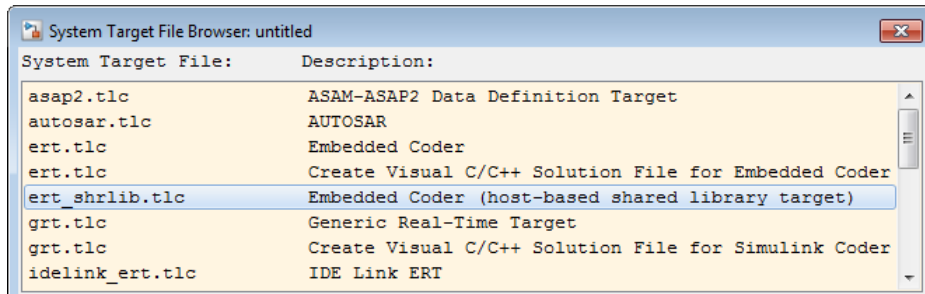 System Target File Browser: untitled
System Target File: Description:
asap2.tlc ASAM-ASAP2 Data Definition Target
autosar.tlc AUTOSAR
ert.tlc Embedded Coder
ert.tlc Create Visual C/C++ Solution File for Embedded Coder
ert_shrlib.tlc Embedded Coder (host-based shared library target)
grt.tlc Generic Real-Time Target
grt.tlc Create Visual C/C++ Solution File for Simulink Coder
idelink_ert.tlc IDE Link ERT